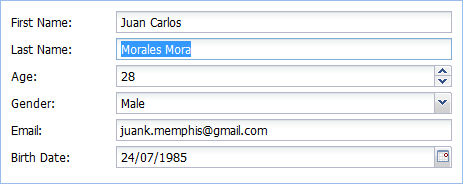 First Name: Juan Carlos
Last Name: Morales Mora
Age: 28
Gender: Male
Email: juank.memphis@gmail.com
Birth Date: 24/07/1985